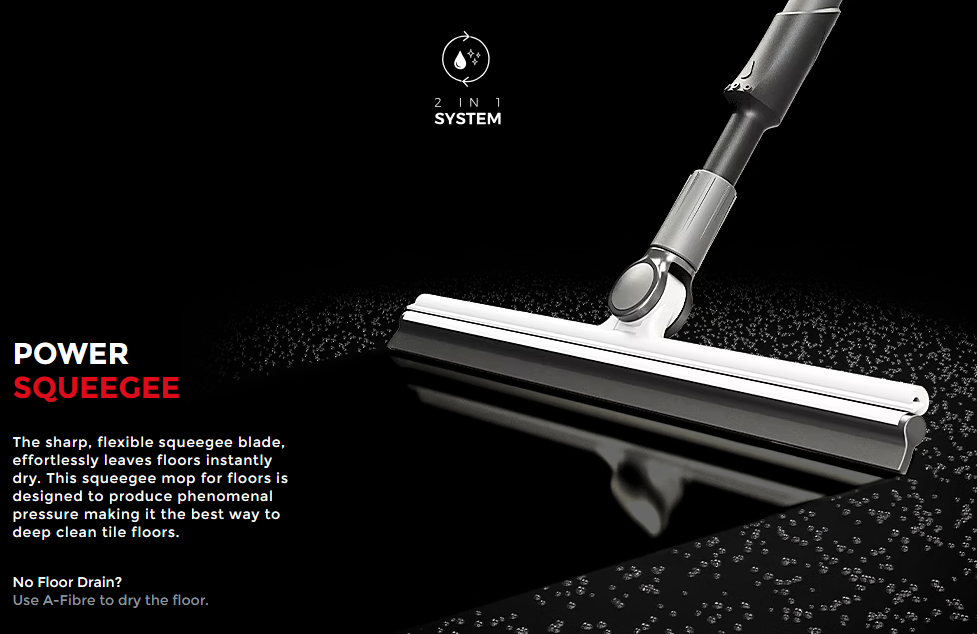 2 IN 1
SYSTEM
POWER
SQUEEGEE
The sharp, flexible squeegee blade,
effortlessly leaves floors instantly
dry. This squeegee mop for floors is
designed to produce phenomenal
pressure making it the best way to
deep clean tile floors.
No Floor Drain?
Use A-Fibre to dry the floor.